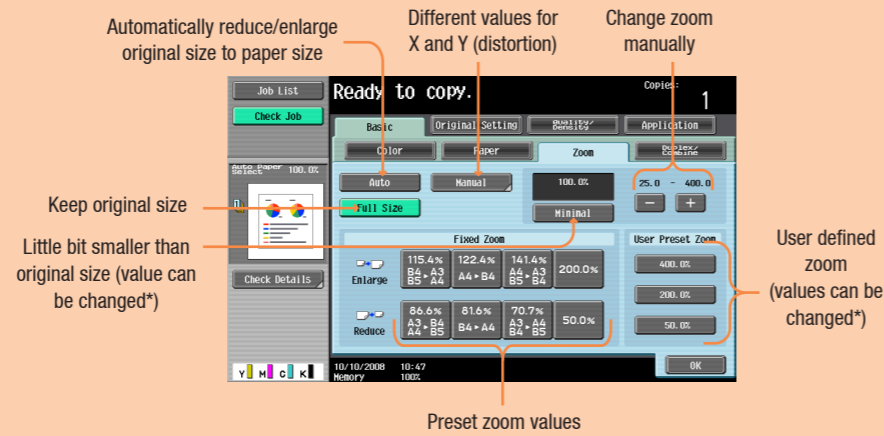 Automatically reduce/enlarge
original size to paper size
Different values for
X and Y (distortion)
Change zoom
manually
Keep original size
Little bit smaller than
original size (value can
be changed*)
Job List
Check Job
Ready to copy.
Copies:
1
Basic
Original Setting
Quality/
Density
Application
Color
Paper
Zoom
Duplex/
Combine
Auto Paper
Select
100.0%
Auto
Manual
100.0%
25.0 - 400.0
Full Size
Minimal
− +
Check Details
Fixed Zoom
Enlarge
115.4%
B4▸A3
B5▸A4
122.4%
A4▸B4
141.4%
A4▸A3
B5▸B4
200.0%
Reduce
86.6%
A3▸B4
A4▸B5
81.6%
B4▸A4
70.7%
A3▸A4
B4▸B5
50.0%
User Preset Zoom
400.0%
200.0%
50.0%
User defined
zoom
(values can be
changed*)
Y M C K
10/10/2008 10:47
Memory 100%
OK
Preset zoom values